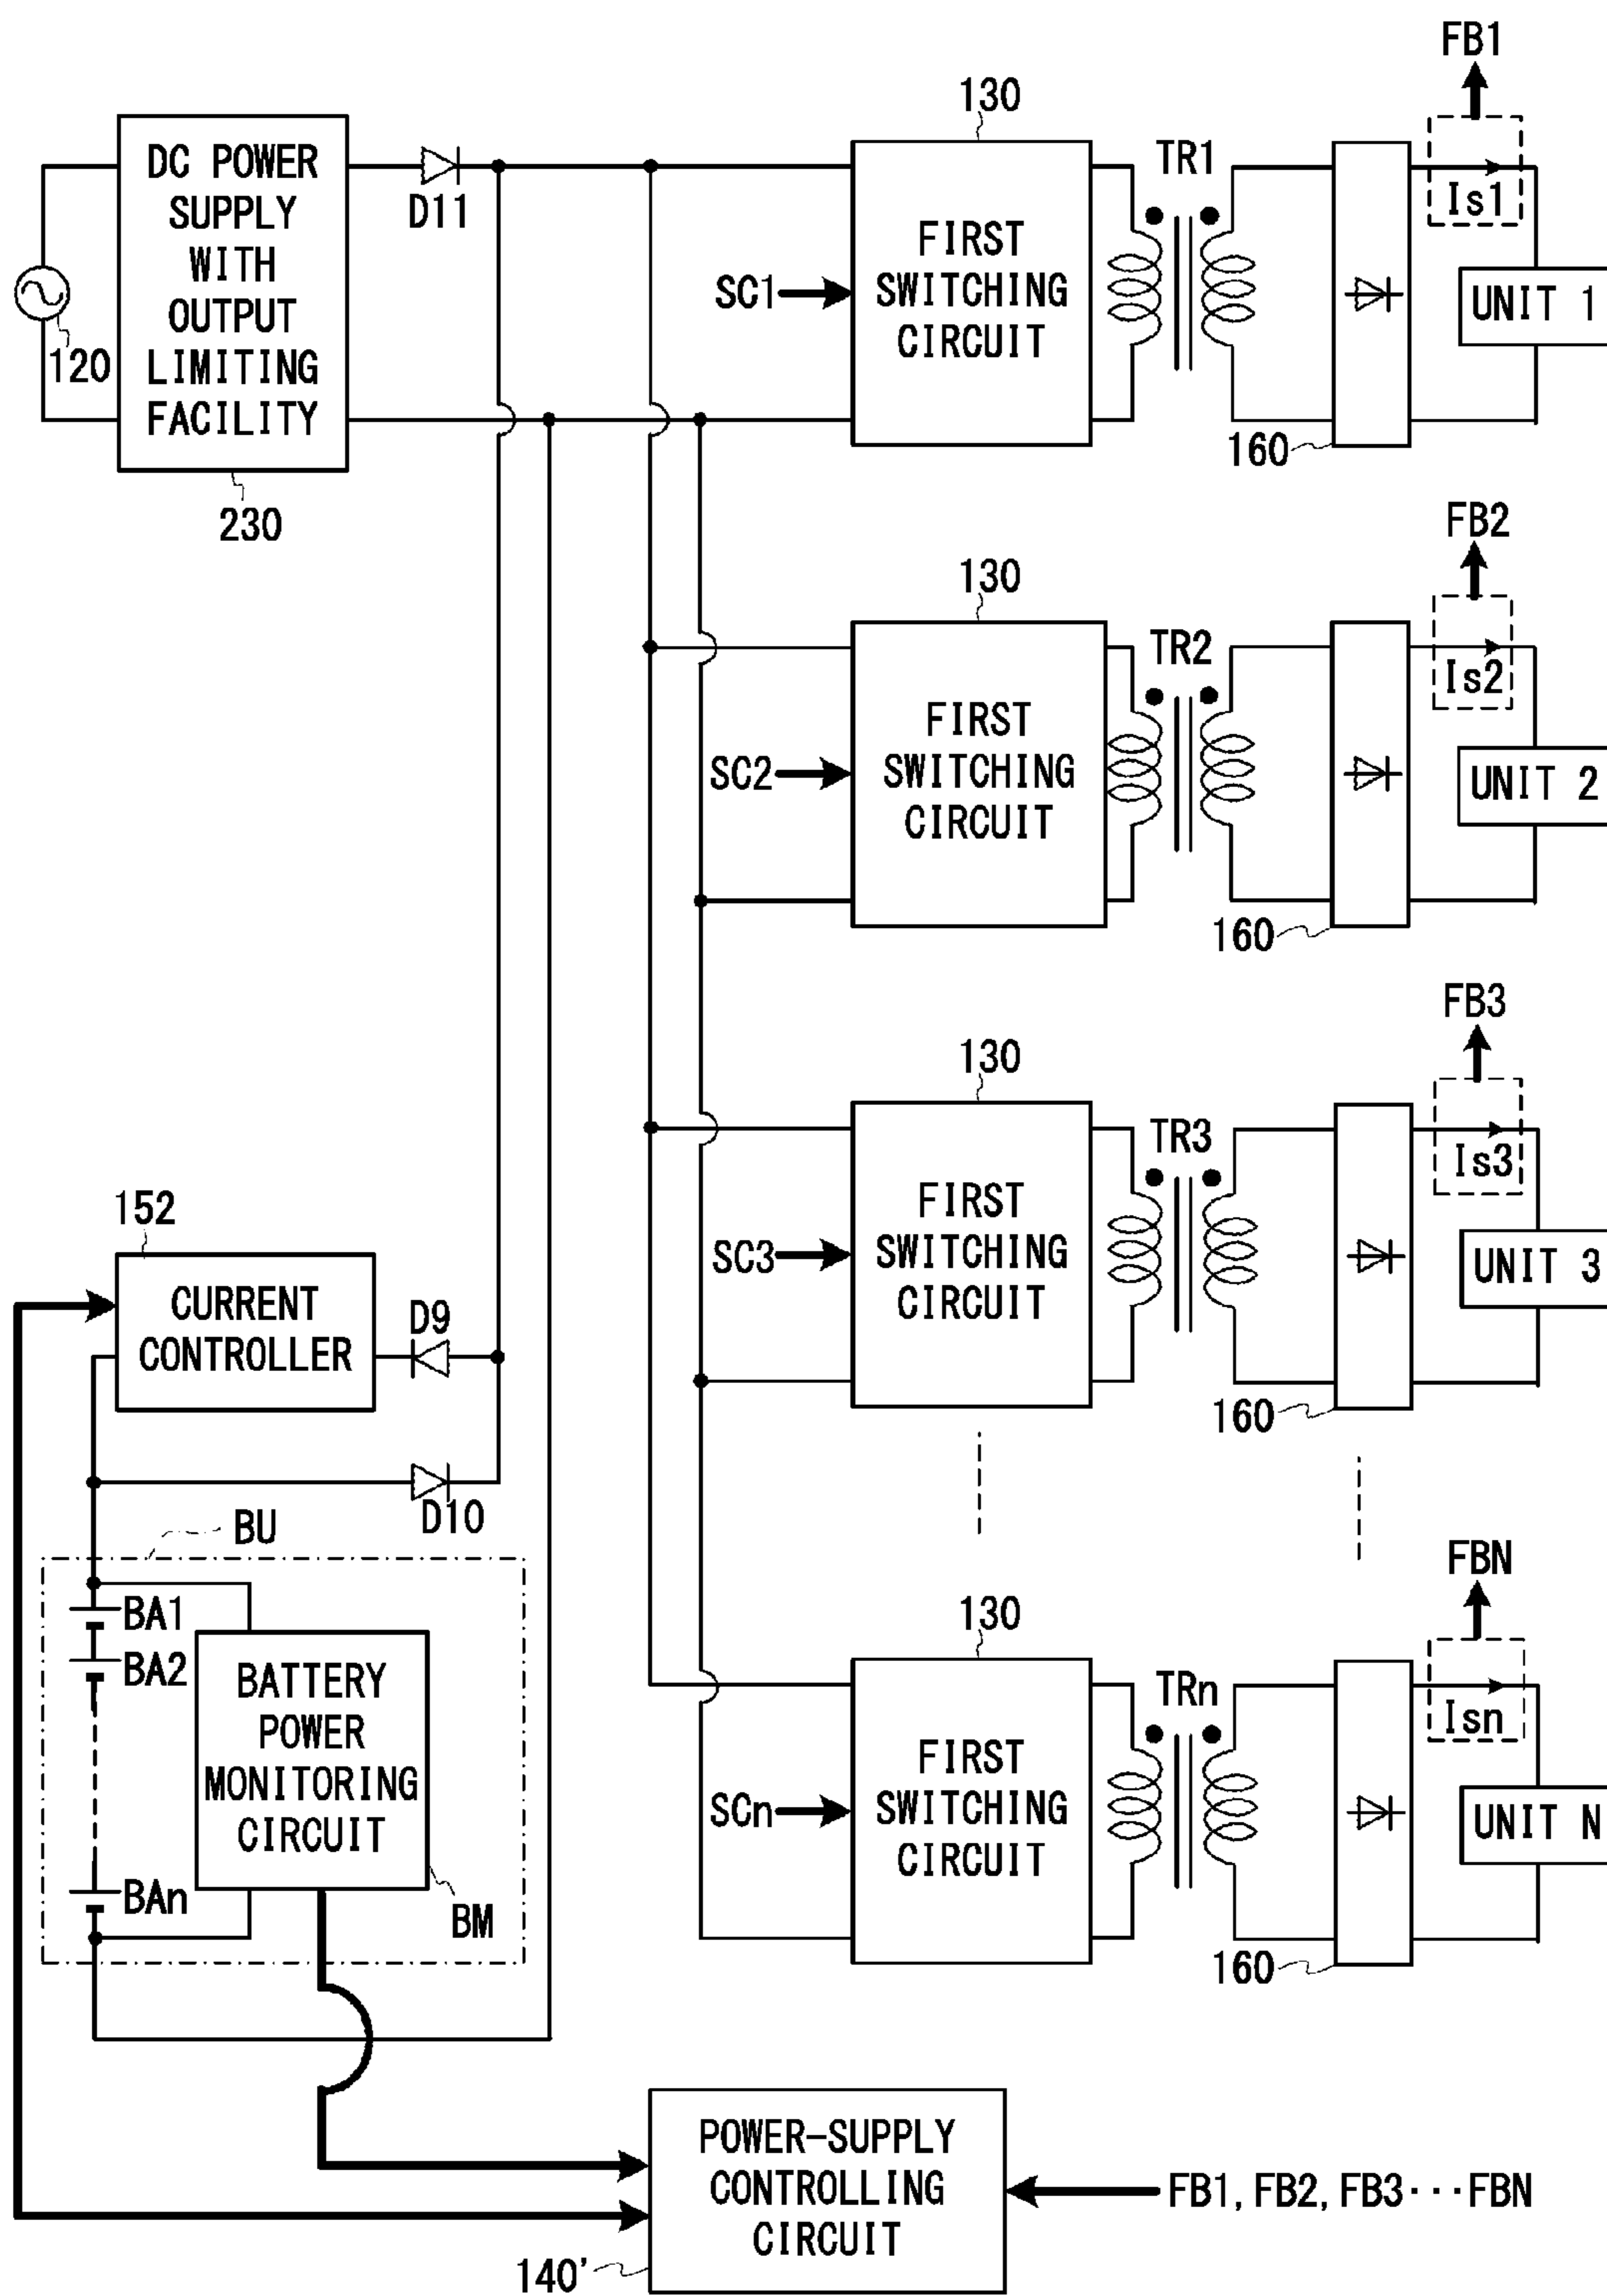 FB1
130
DC POWER
SUPPLY
WITH
OUTPUT
LIMITING
FACILITY
D11
120
230
TR1
FIRST
SWITCHING
CIRCUIT
SC1
Is1
UNIT 1
160
FB2
130
TR2
FIRST
SWITCHING
CIRCUIT
SC2
Is2
UNIT 2
160
FB3
130
TR3
FIRST
SWITCHING
CIRCUIT
SC3
Is3
UNIT 3
160
152
CURRENT
CONTROLLER
D9
D10
BU
BA1
BA2
BAn
BATTERY
POWER
MONITORING
CIRCUIT
BM
FBN
130
TRn
FIRST
SWITCHING
CIRCUIT
SCn
Isn
UNIT N
160
POWER-SUPPLY
CONTROLLING
CIRCUIT
140'
FB1, FB2, FB3···FBN